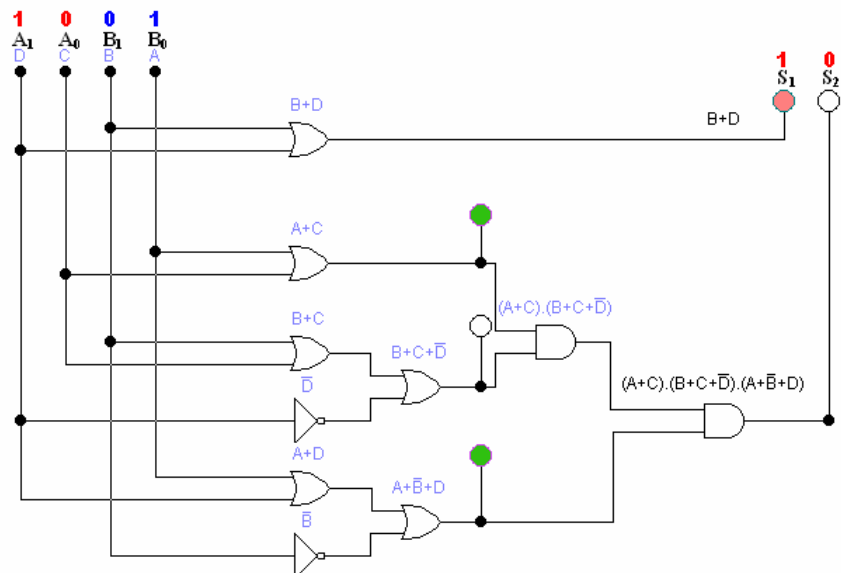 1 0 0 1
A₁ A₀ B₁ B₀
D C B A
1 0
S₁ S₂
B+D
B+D
A+C
(A+C).(B+C+D̅)
B+C
B+C+D̅
D̅
(A+C).(B+C+D̅).(A+B̅+D)
A+D
A+B̅+D
B̅